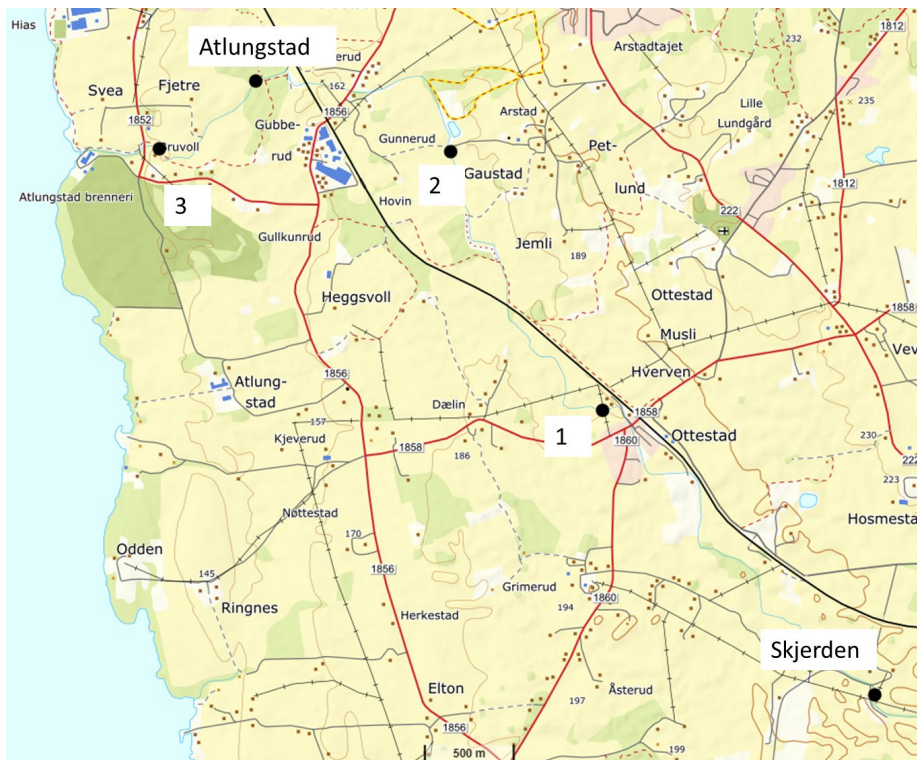 Hias
Atlungstad
1812
232
Arstadtajet
erud
162
Svea
Fjetre
235
Lille
Lundgård
1852
1856
Arstad
Gubbe-
rud
Gunnerud
Pet-
lund
ruvoll
2
Gaustad
1812
Atlungstad brenneri
3
Hovin
222
Gullkunrud
Jemli
189
Heggsvoll
Ottestad
1858
Musli
Vev
Hverven
1856
Atlung-
stad
Dælin
157
1858
1
1860
Ottestad
Kjeverud
1858
186
230
222
223
Nøttestad
170
Hosmesta
Odden
145
1856
Grimerud
1860
Ringnes
Herkestad
194
Skjerden
Elton
197
Åsterud
1856
500 m
199